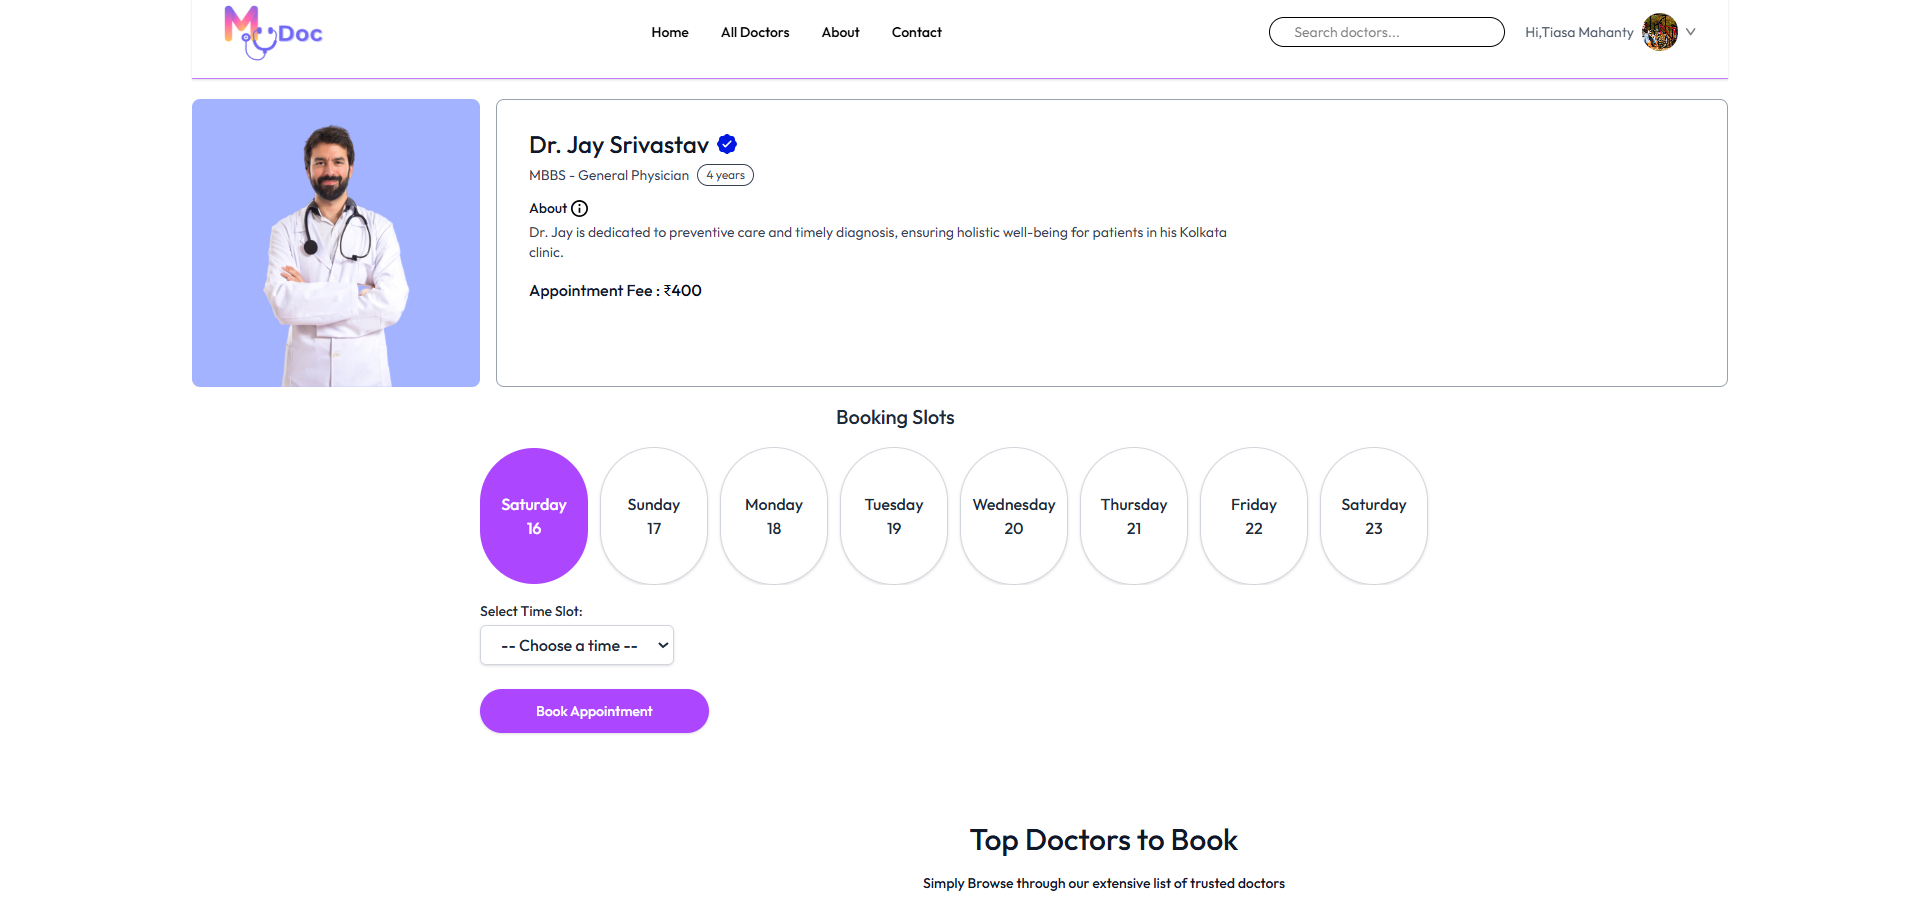 MyDoc
Home
All Doctors
About
Contact
Search doctors...
Hi,Tiasa Mahanty
Dr. Jay Srivastav
MBBS - General Physician
4 years
About
Dr. Jay is dedicated to preventive care and timely diagnosis, ensuring holistic well-being for patients in his Kolkata
clinic.
Appointment Fee : ₹400
Booking Slots
Saturday
16
Sunday
17
Monday
18
Tuesday
19
Wednesday
20
Thursday
21
Friday
22
Saturday
23
Select Time Slot:
-- Choose a time --
Book Appointment
Top Doctors to Book
Simply Browse through our extensive list of trusted doctors